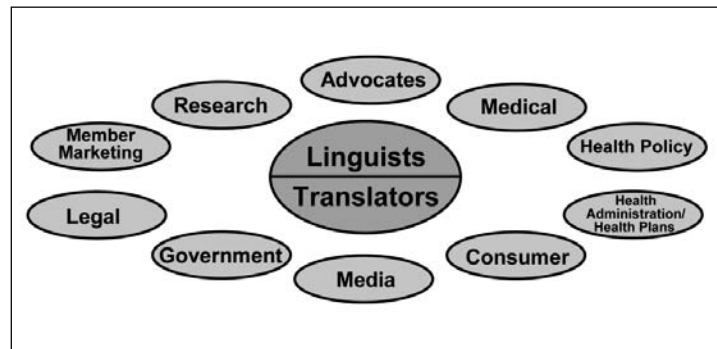 Advocates
Research
Medical
Member
Marketing
Health Policy
Linguists
Translators
Legal
Health
Administration/
Health Plans
Government
Consumer
Media